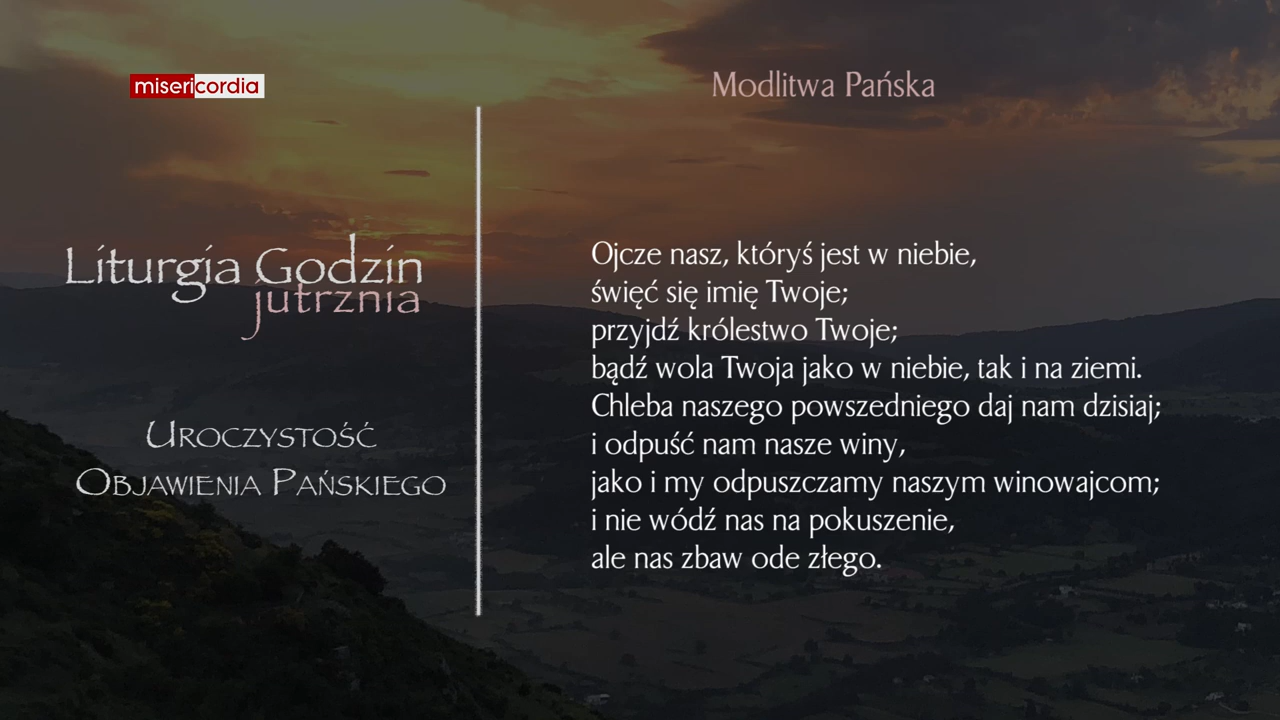 misericordia
Liturgia Godzin
jutrznia
Uroczystość
Objawienia Pańskiego
Modlitwa Pańska
Ojcze nasz, któryś jest w niebie,
święć się imię Twoje;
przyjdź królestwo Twoje;
bądź wola Twoja jako w niebie, tak i na ziemi.
Chleba naszego powszedniego daj nam dzisiaj;
i odpuść nam nasze winy,
jako i my odpuszczamy naszym winowajcom;
i nie wódź nas na pokuszenie,
ale nas zbaw ode złego.